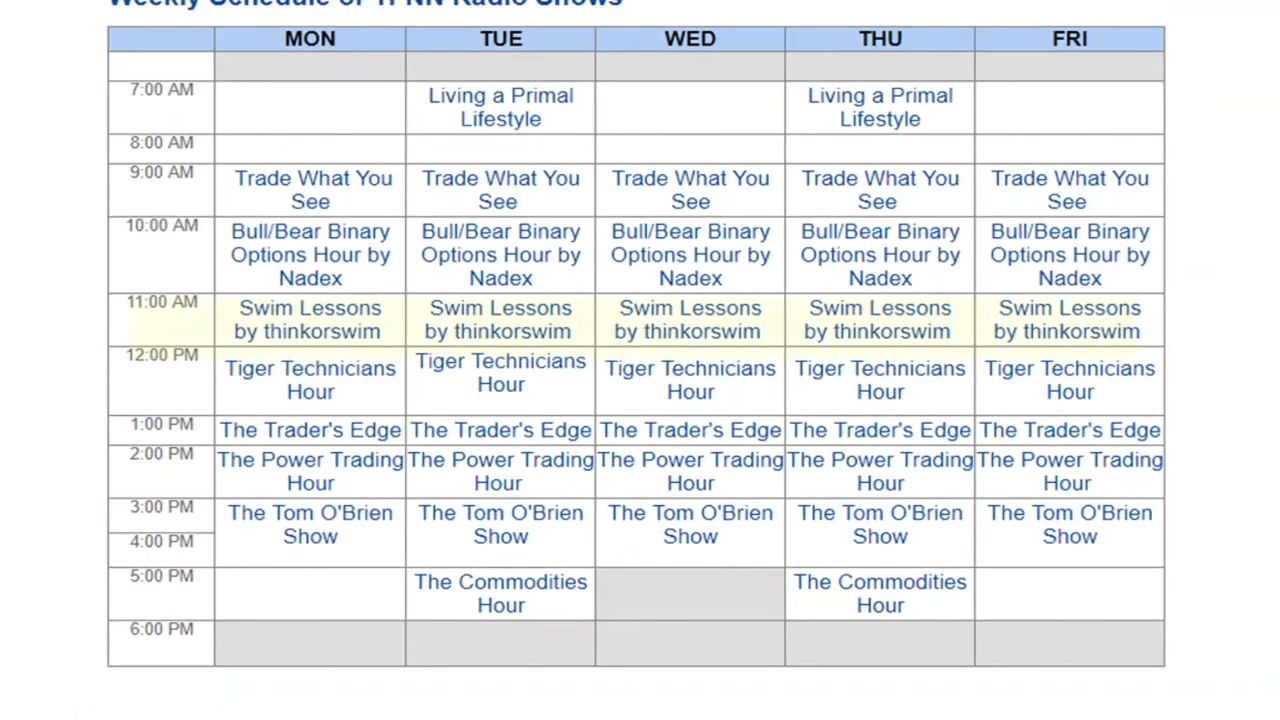 Weekly Schedule of TFNN Radio Shows
MON TUE WED THU FRI
7:00 AM Living a Primal Living a Primal
Lifestyle Lifestyle
8:00 AM
9:00 AM Trade What You Trade What You Trade What You Trade What You Trade What You
See See See See See
10:00 AM Bull/Bear Binary Bull/Bear Binary Bull/Bear Binary Bull/Bear Binary Bull/Bear Binary
Options Hour by Options Hour by Options Hour by Options Hour by Options Hour by
Nadex Nadex Nadex Nadex Nadex
11:00 AM Swim Lessons Swim Lessons Swim Lessons Swim Lessons Swim Lessons
by thinkorswim by thinkorswim by thinkorswim by thinkorswim by thinkorswim
12:00 PM Tiger Technicians Tiger Technicians Tiger Technicians Tiger Technicians Tiger Technicians
Hour Hour Hour Hour Hour
1:00 PM The Trader's Edge The Trader's Edge The Trader's Edge The Trader's Edge The Trader's Edge
2:00 PM The Power Trading The Power Trading The Power Trading The Power Trading The Power Trading
Hour Hour Hour Hour Hour
3:00 PM The Tom O'Brien The Tom O'Brien The Tom O'Brien The Tom O'Brien The Tom O'Brien
4:00 PM Show Show Show Show Show
5:00 PM The Commodities The Commodities
Hour Hour
6:00 PM